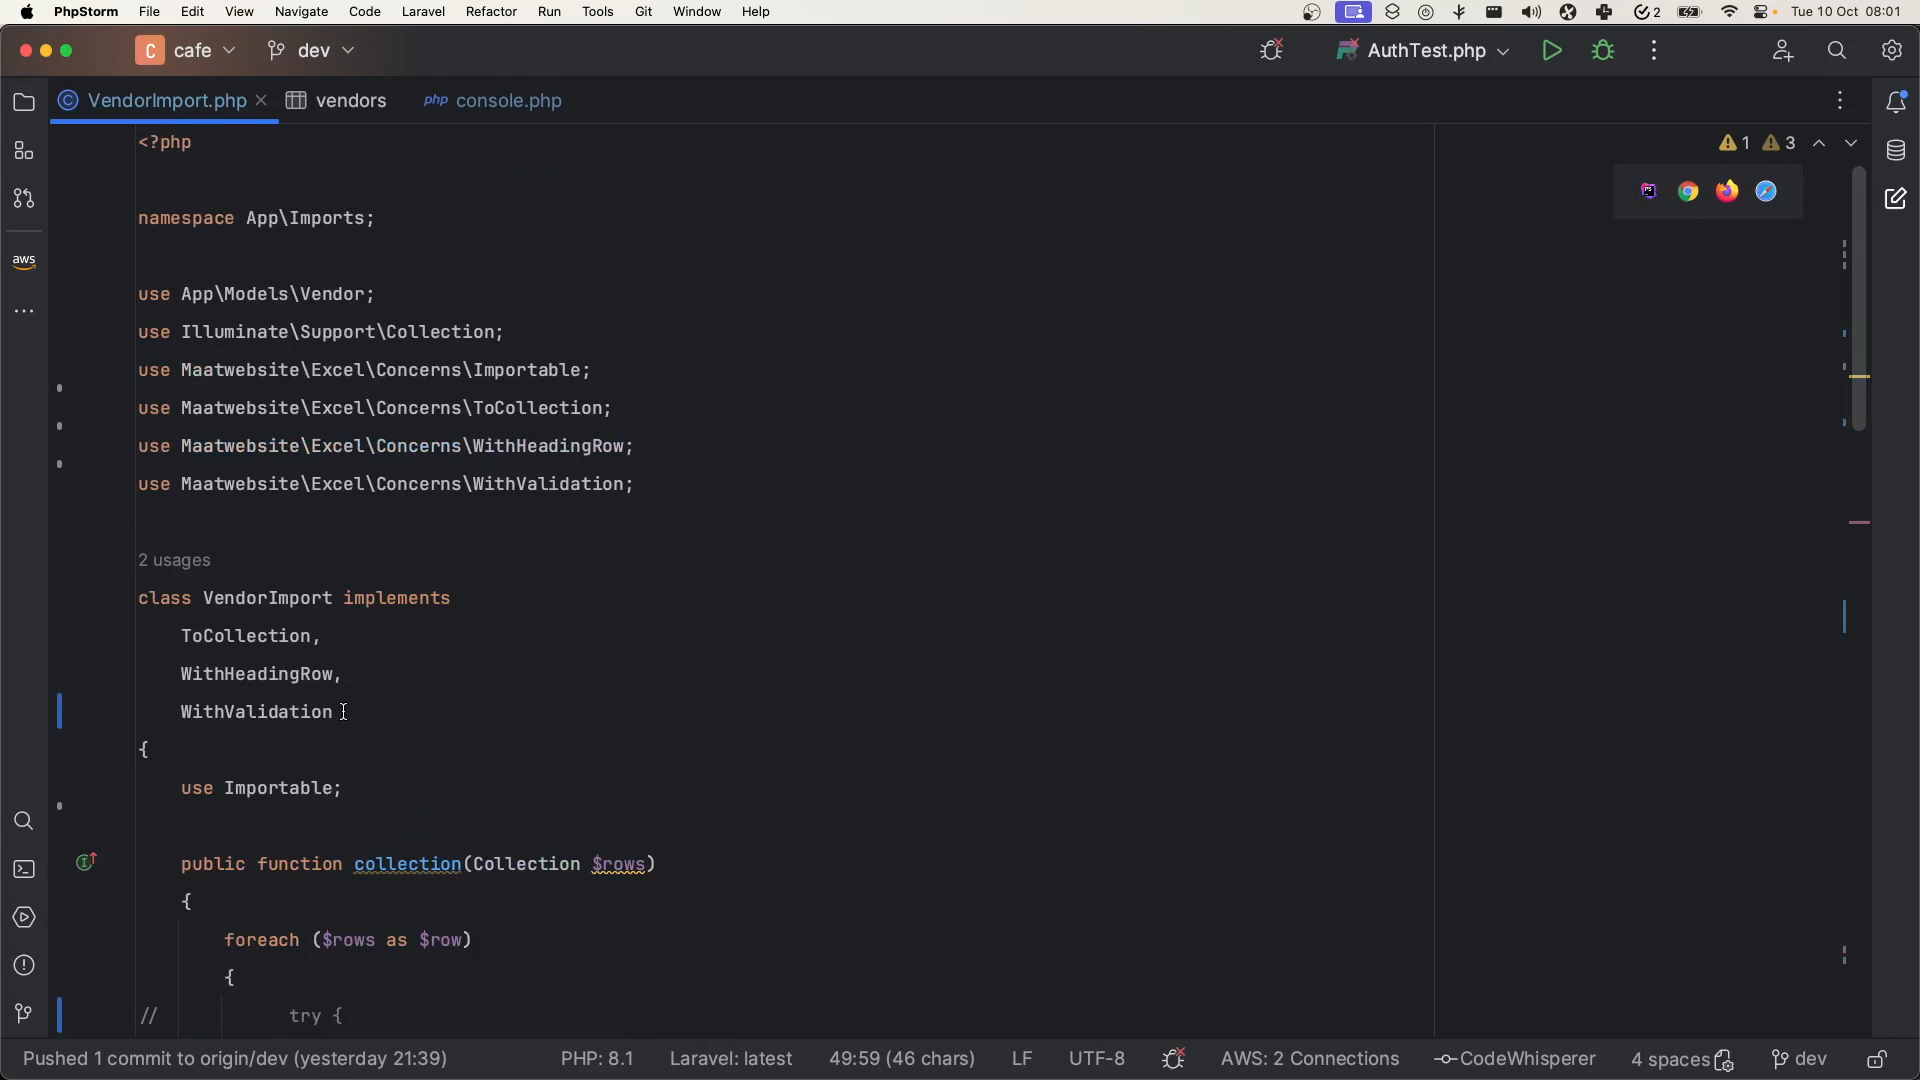 PhpStorm File Edit View Navigate Code Laravel Refactor Run Tools Git Window Help 2 Tue 10 Oct 08:01
C cafe dev AuthTest.php
VendorImport.php vendors php console.php
<?php
1 3
namespace App\Imports;
use App\Models\Vendor;
use Illuminate\Support\Collection;
use Maatwebsite\Excel\Concerns\Importable;
use Maatwebsite\Excel\Concerns\ToCollection;
use Maatwebsite\Excel\Concerns\WithHeadingRow;
use Maatwebsite\Excel\Concerns\WithValidation;
2 usages
class VendorImport implements
ToCollection,
WithHeadingRow,
WithValidation
{
use Importable;
public function collection(Collection $rows)
{
foreach ($rows as $row)
{
// try {
aws
Pushed 1 commit to origin/dev (yesterday 21:39) PHP: 8.1 Laravel: latest 49:59 (46 chars) LF UTF-8 AWS: 2 Connections CodeWhisperer 4 spaces dev